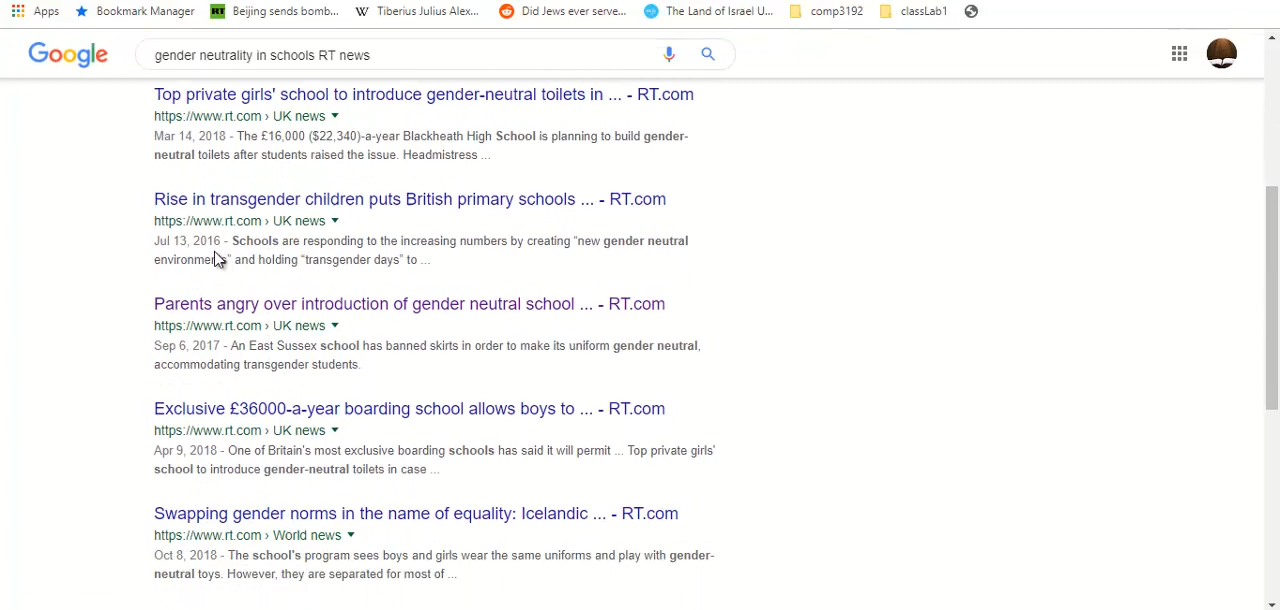 Apps Bookmark Manager RT Beijing sends bomb... W Tiberius Julius Alex... Did Jews ever serve... The Land of Israel U... comp3192 classLab1
Google gender neutrality in schools RT news
Top private girls' school to introduce gender-neutral toilets in ... - RT.com
https://www.rt.com › UK news
Mar 14, 2018 - The £16,000 ($22,340)-a-year Blackheath High School is planning to build gender-
neutral toilets after students raised the issue. Headmistress ...
Rise in transgender children puts British primary schools ... - RT.com
https://www.rt.com › UK news
Jul 13, 2016 - Schools are responding to the increasing numbers by creating “new gender neutral
environments” and holding “transgender days” to ...
Parents angry over introduction of gender neutral school ... - RT.com
https://www.rt.com › UK news
Sep 6, 2017 - An East Sussex school has banned skirts in order to make its uniform gender neutral,
accommodating transgender students.
Exclusive £36000-a-year boarding school allows boys to ... - RT.com
https://www.rt.com › UK news
Apr 9, 2018 - One of Britain's most exclusive boarding schools has said it will permit ... Top private girls'
school to introduce gender-neutral toilets in case ...
Swapping gender norms in the name of equality: Icelandic ... - RT.com
https://www.rt.com › World news
Oct 8, 2018 - The school's program sees boys and girls wear the same uniforms and play with gender-
neutral toys. However, they are separated for most of ...